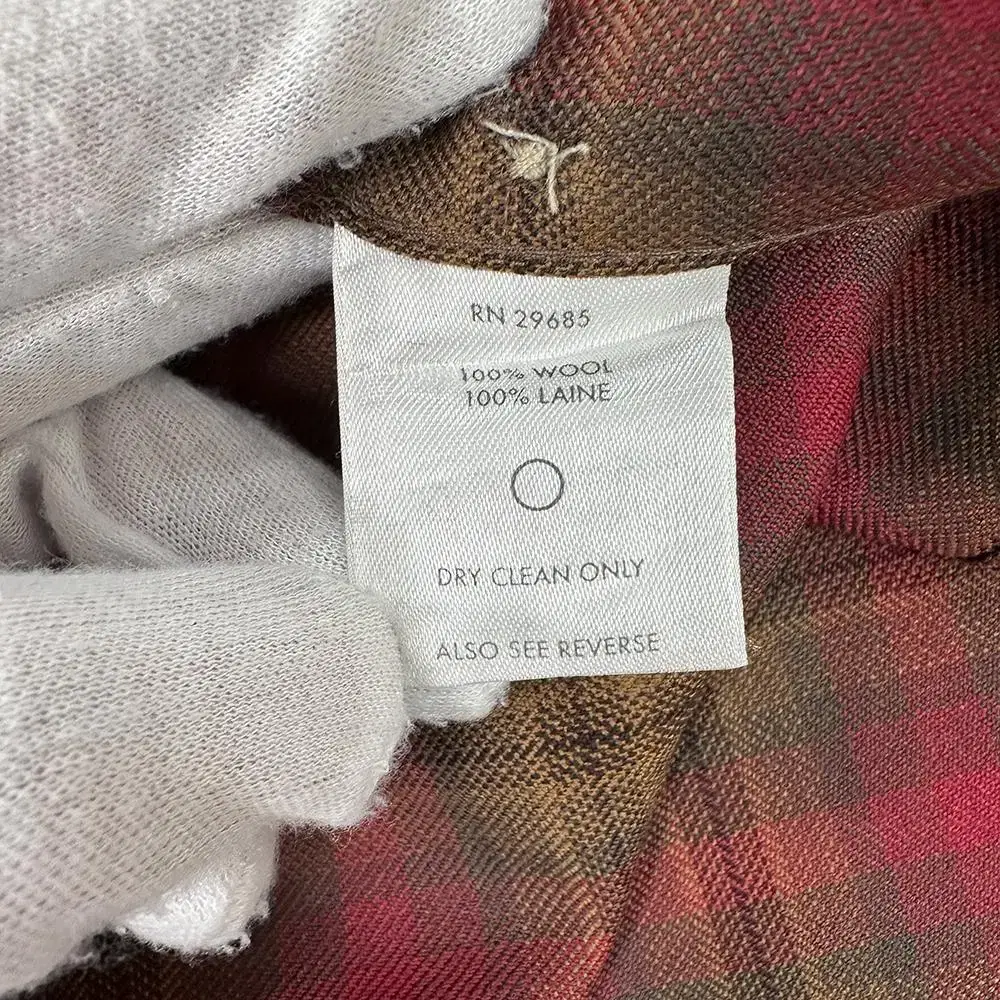 RN 29685
100% WOOL
100% LAINE
DRY CLEAN ONLY
ALSO SEE REVERSE